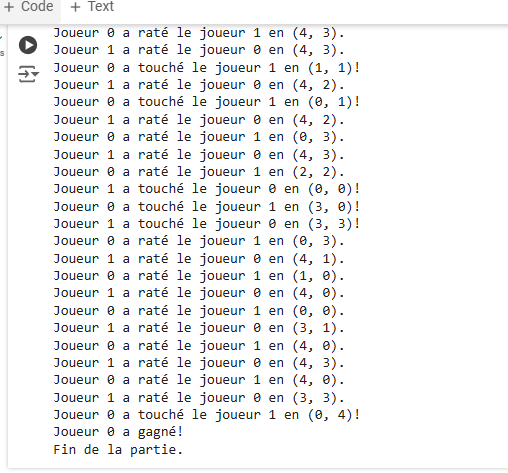 + Code + Text
Joueur 0 a raté le joueur 1 en (4, 3).
Joueur 1 a raté le joueur 0 en (4, 3).
Joueur 0 a touché le joueur 1 en (1, 1)!
Joueur 1 a raté le joueur 0 en (4, 2).
Joueur 0 a touché le joueur 1 en (0, 1)!
Joueur 1 a raté le joueur 0 en (4, 2).
Joueur 0 a raté le joueur 1 en (0, 3).
Joueur 1 a raté le joueur 0 en (4, 3).
Joueur 0 a raté le joueur 1 en (2, 2).
Joueur 1 a touché le joueur 0 en (0, 0)!
Joueur 0 a touché le joueur 1 en (3, 0)!
Joueur 1 a touché le joueur 0 en (3, 3)!
Joueur 0 a raté le joueur 1 en (0, 3).
Joueur 1 a raté le joueur 0 en (4, 1).
Joueur 0 a raté le joueur 1 en (1, 0).
Joueur 1 a raté le joueur 0 en (4, 0).
Joueur 0 a raté le joueur 1 en (0, 0).
Joueur 1 a raté le joueur 0 en (3, 1).
Joueur 0 a raté le joueur 1 en (4, 0).
Joueur 1 a raté le joueur 0 en (4, 3).
Joueur 0 a raté le joueur 1 en (4, 0).
Joueur 1 a raté le joueur 0 en (3, 3).
Joueur 0 a touché le joueur 1 en (0, 4)!
Joueur 0 a gagné!
Fin de la partie.